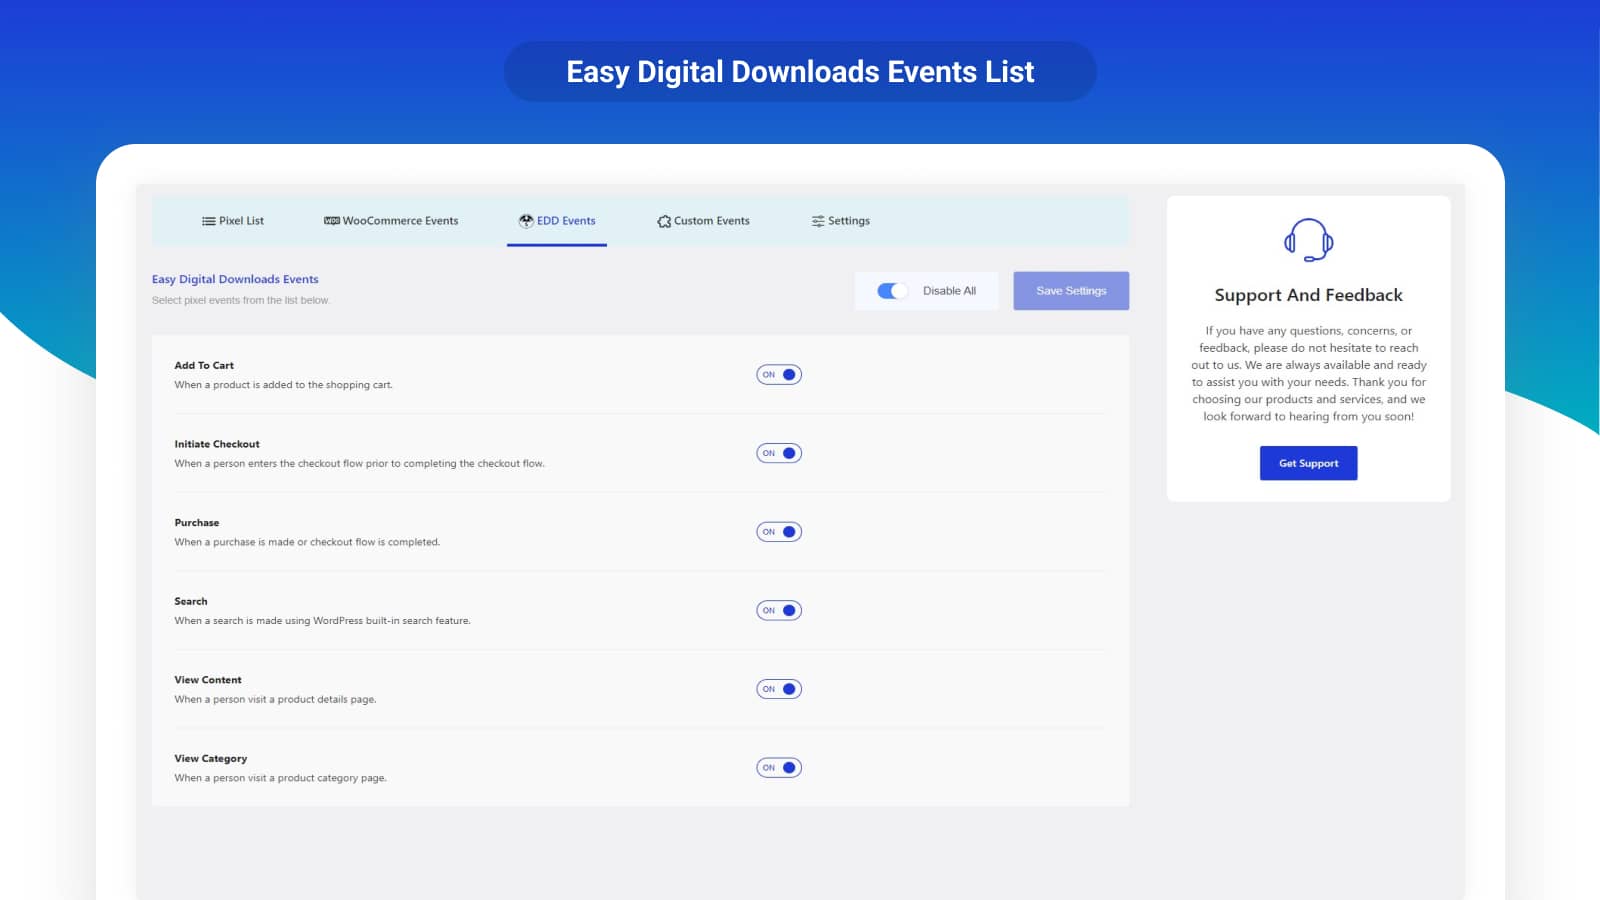 Easy Digital Downloads Events List
Pixel List
WOO WooCommerce Events
EDD Events
Custom Events
Settings
Easy Digital Downloads Events
Select pixel events from the list below.
Disable All
Save Settings
Add To Cart
When a product is added to the shopping cart.
ON
Initiate Checkout
When a person enters the checkout flow prior to completing the checkout flow.
ON
Purchase
When a purchase is made or checkout flow is completed.
ON
Search
When a search is made using WordPress built-in search feature.
ON
View Content
When a person visit a product details page.
ON
View Category
When a person visit a product category page.
ON
Support And Feedback
If you have any questions, concerns, or
feedback, please do not hesitate to reach
out to us. We are always available and ready
to assist you with your needs. Thank you for
choosing our products and services, and we
look forward to hearing from you soon!
Get Support